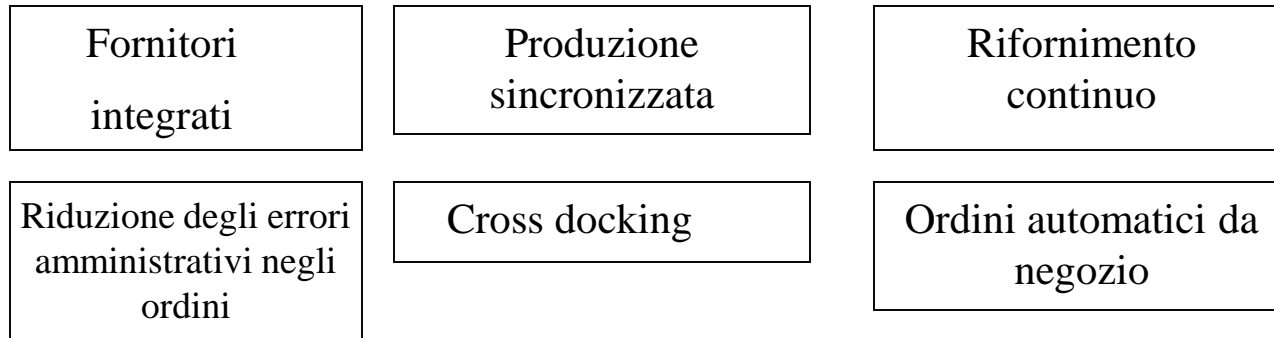 Fornitori
integrati
Produzione
sincronizzata
Rifornimento
continuo
Riduzione degli errori
amministrativi negli
ordini
Cross docking
Ordini automatici da
negozio